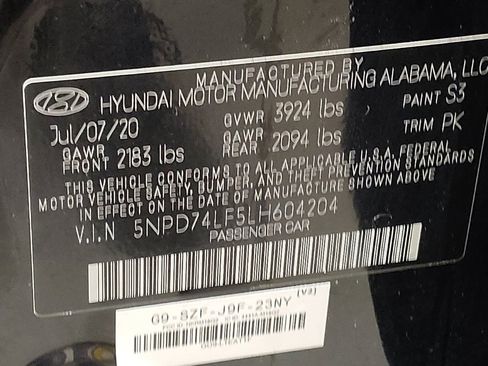 MANUFACTURED BY
HYUNDAI MOTOR MANUFACTURING ALABAMA, LLC
Jul/07/20 GVWR 3924 lbs PAINT S3
GAWR FRONT 2183 lbs GAWR REAR 2094 lbs TRIM PK
THIS VEHICLE CONFORMS TO ALL APPLICABLE U.S.A FEDERAL
MOTOR VEHICLE SAFETY, BUMPER, AND THEFT PREVENTION
STANDARDS IN EFFECT ON THE DATE OF MANUFACTURE SHOWN ABOVE.
V.I.N 5NPD74LF5LH604204
PASSENGER CAR
G9-SZF-J9F-23NY (V3)